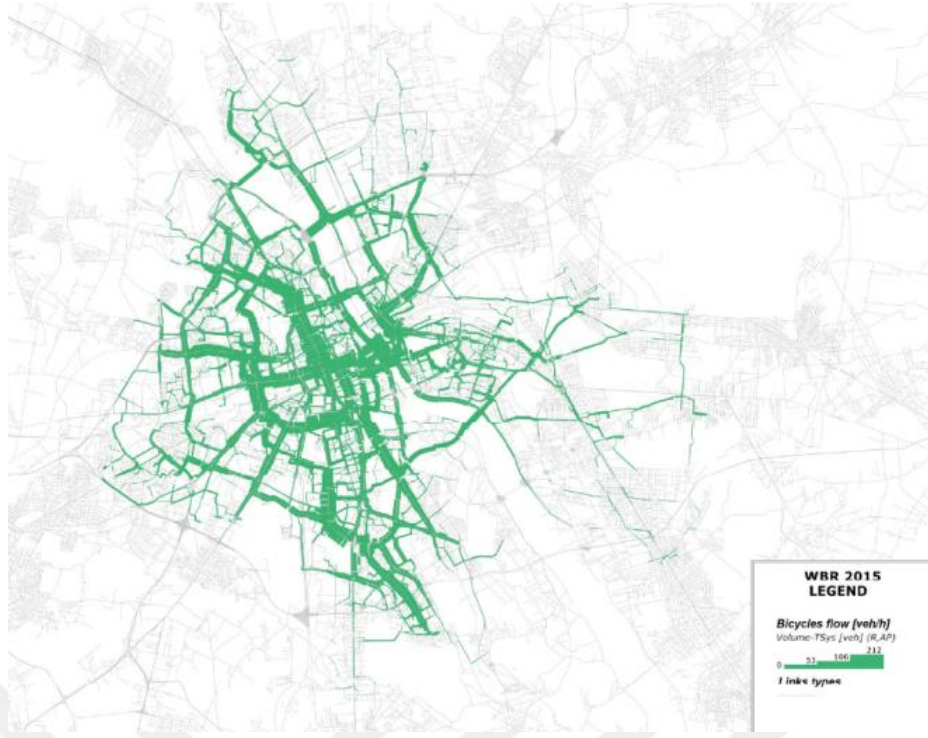 WBR 2015
LEGEND
Bicycles flow [veh/h]
Volume-TSys [veh] (R,AP)
0 53 106 212
Links types